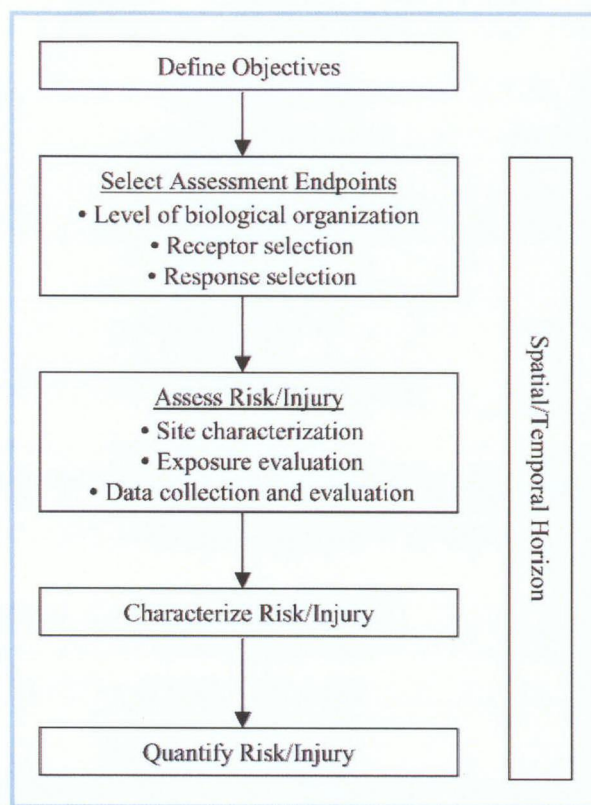 Define Objectives
Select Assessment Endpoints
• Level of biological organization
• Receptor selection
• Response selection
Assess Risk/Injury
• Site characterization
• Exposure evaluation
• Data collection and evaluation
Characterize Risk/Injury
Quantify Risk/Injury
Spatial/Temporal Horizon